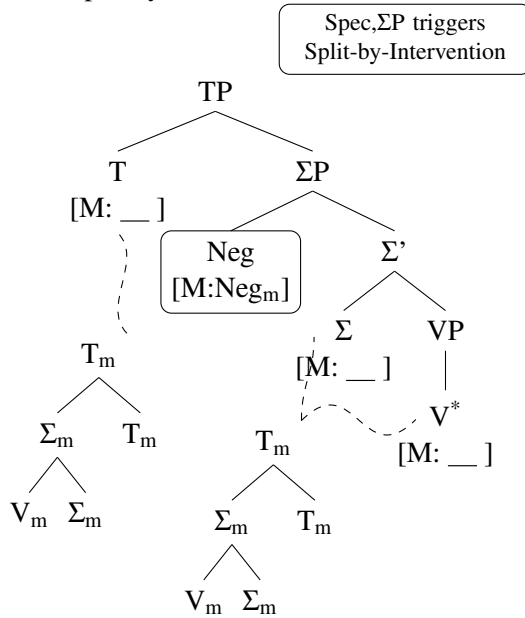 Spec,ΣP triggers
Split-by-Intervention
TP
T ΣP
[M: __ ]
Neg Σ’
[M:Negₘ]
Σ VP
[M: __ ]
Tₘ
V*
[M: __ ]
Σₘ Tₘ
Tₘ
Vₘ Σₘ
Σₘ Tₘ
Vₘ Σₘ